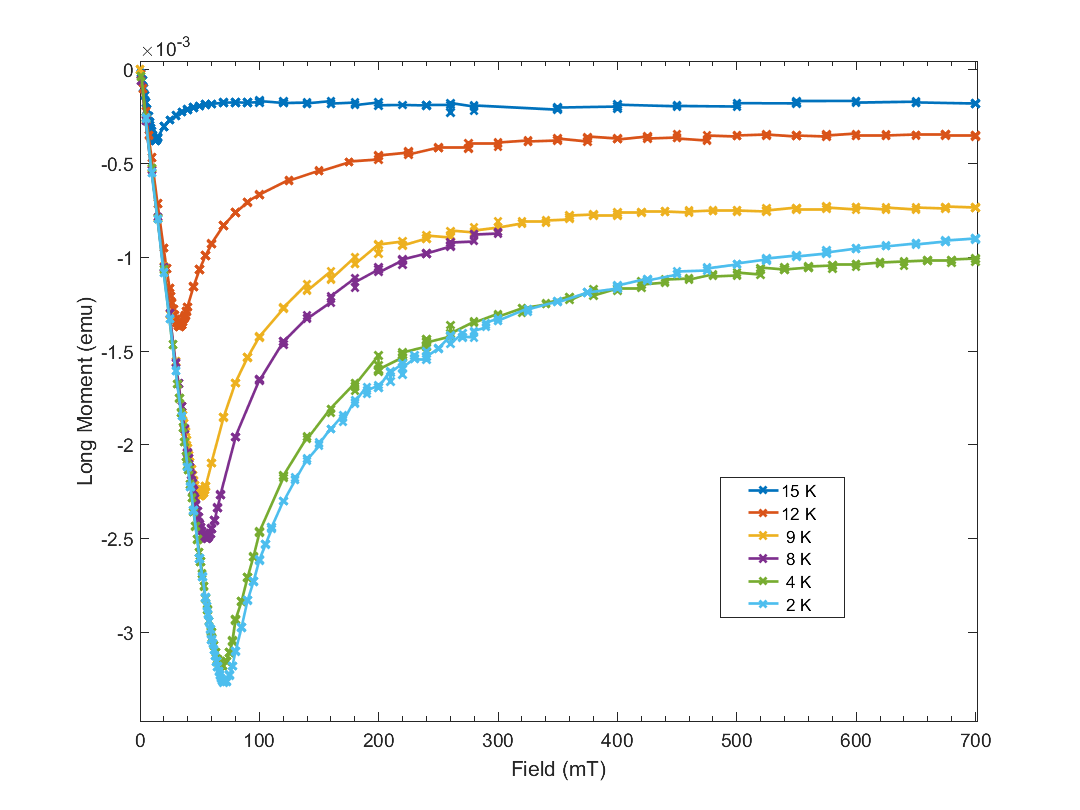 ×10-3
0
-0.5
-1
-1.5
-2
-2.5
-3
Long Moment (emu)
0 100 200 300 400 500 600 700
Field (mT)
15 K
12 K
9 K
8 K
4 K
2 K